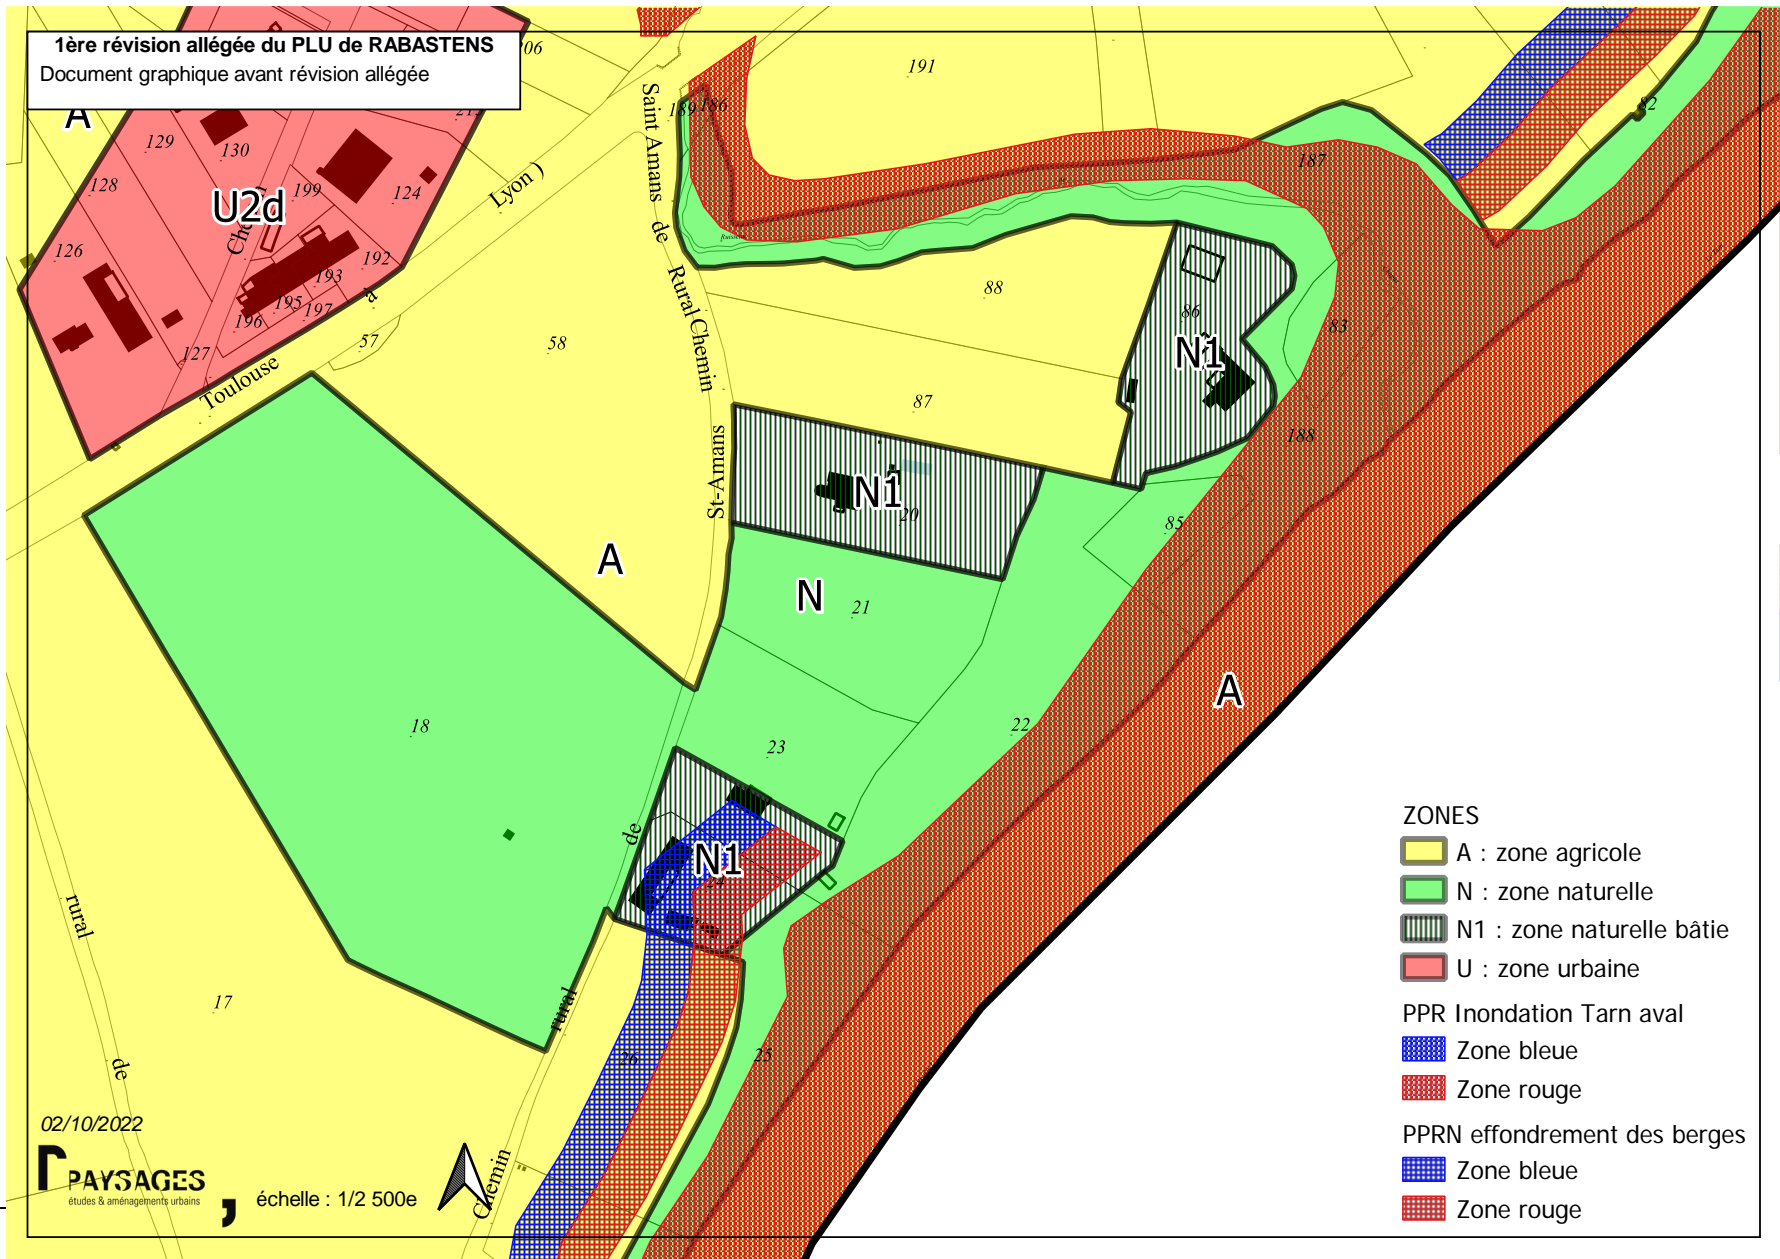 1ère révision allégée du PLU de RABASTENS
Document graphique avant révision allégée
A
206
191
82
189
186
187
129
130
128
199
124
U2d
126
192
193
195
196
197
127
57
58
88
86
83
87
188
85
20
21
22
23
24
18
17
26
25
Toulouse
à
Lyon )
Saint Amans
de
Rural
Chemin
St-Amans
de
rural
Chemin
rural
de
A
N
N1
N1
N1
A
ZONES
A : zone agricole
N : zone naturelle
N1 : zone naturelle bâtie
U : zone urbaine
PPR Inondation Tarn aval
Zone bleue
Zone rouge
PPRN effondrement des berges
Zone bleue
Zone rouge
02/10/2022
PAYSAGES
études & aménagements urbains
échelle : 1/2 500e